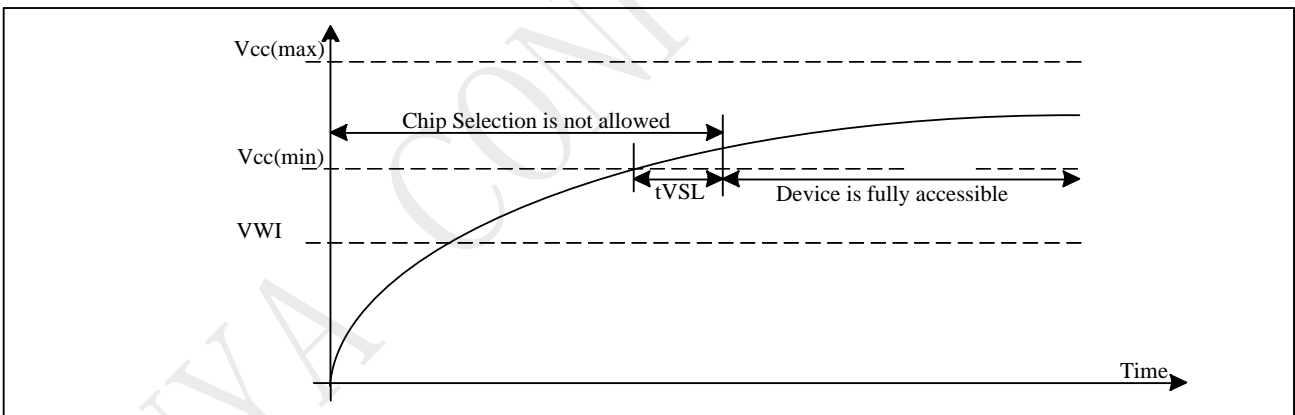 Vcc(max)
Chip Selection is not allowed
Vcc(min)
tVSL
Device is fully accessible
VWI
Time